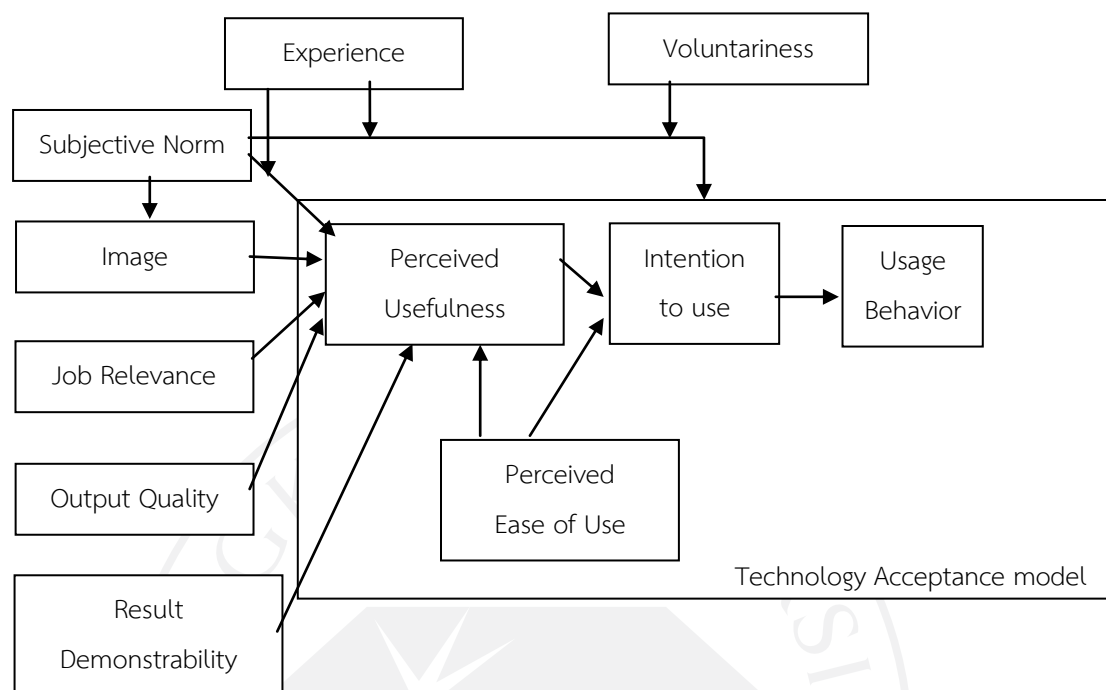 Experience
Voluntariness
Subjective Norm
Image
Perceived
Usefulness
Intention
to use
Usage
Behavior
Job Relevance
Output Quality
Perceived
Ease of Use
Technology Acceptance model
Result
Demonstrability